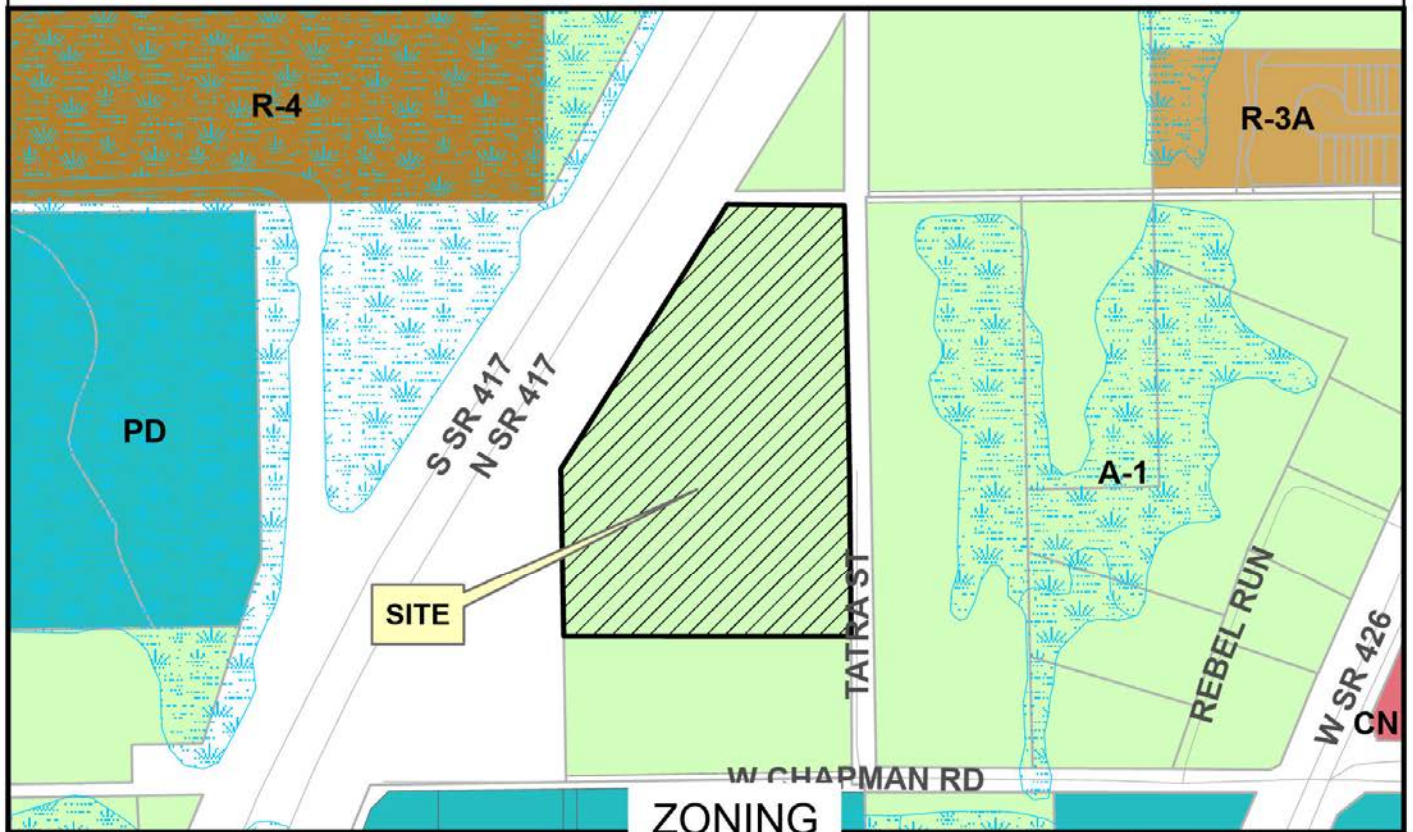 R-4
R-3A
S SR 417
N SR 417
PD
A-1
SITE
TATRA ST
REBEL RUN
W SR 426
CN
W CHAPMAN RD
ZONING